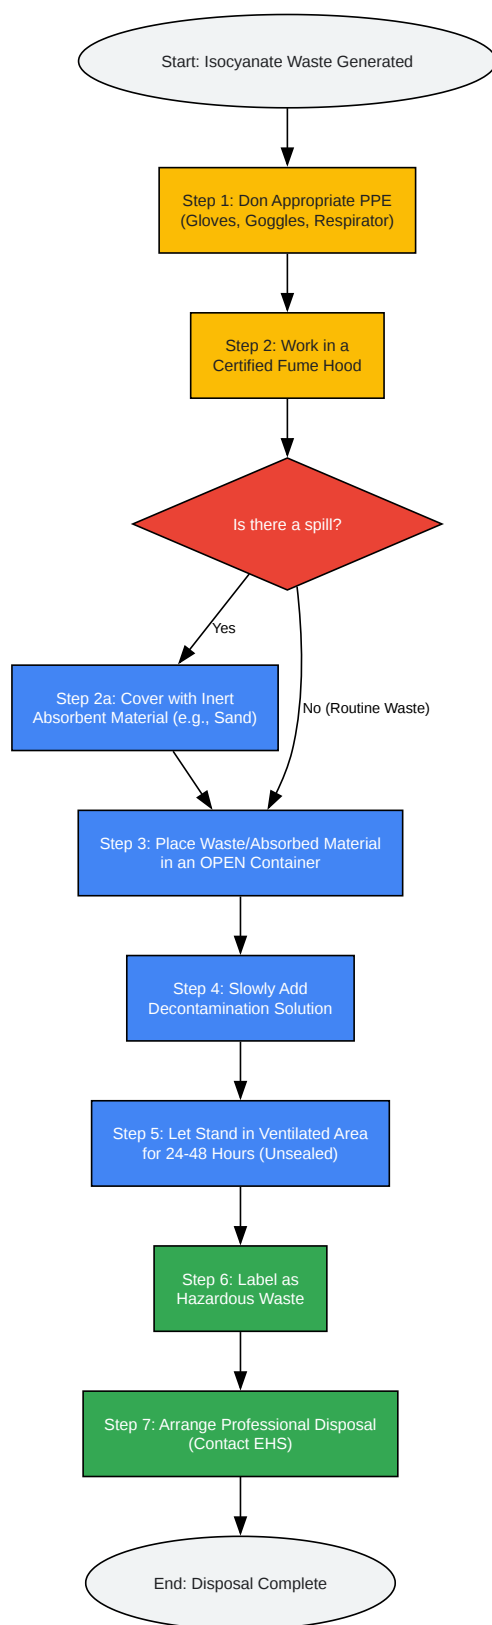 Start: Isocyanate Waste Generated
Step 1: Don Appropriate PPE
(Gloves, Goggles, Respirator)
Step 2: Work in a
Certified Fume Hood
Is there a spill?
Yes
Step 2a: Cover with Inert
Absorbent Material (e.g., Sand)
No (Routine Waste)
Step 3: Place Waste/Absorbed Material
in an OPEN Container
Step 4: Slowly Add
Decontamination Solution
Step 5: Let Stand in Ventilated Area
for 24-48 Hours (Unsealed)
Step 6: Label as
Hazardous Waste
Step 7: Arrange Professional Disposal
(Contact EHS)
End: Disposal Complete